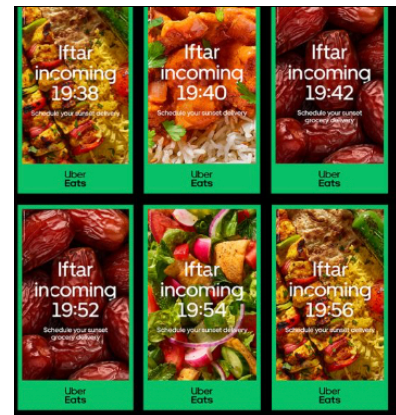 Iftar
incoming
19:38
Schedule your sunset delivery
Uber
Eats
Iftar
incoming
19:40
Schedule your sunset delivery
Uber
Eats
Iftar
incoming
19:42
Schedule your sunset
grocery delivery
Uber
Eats
Iftar
incoming
19:52
Schedule your sunset
grocery delivery
Uber
Eats
Iftar
incoming
19:54
Schedule your sunset delivery
Uber
Eats
Iftar
incoming
19:56
Schedule your sunset delivery
Uber
Eats